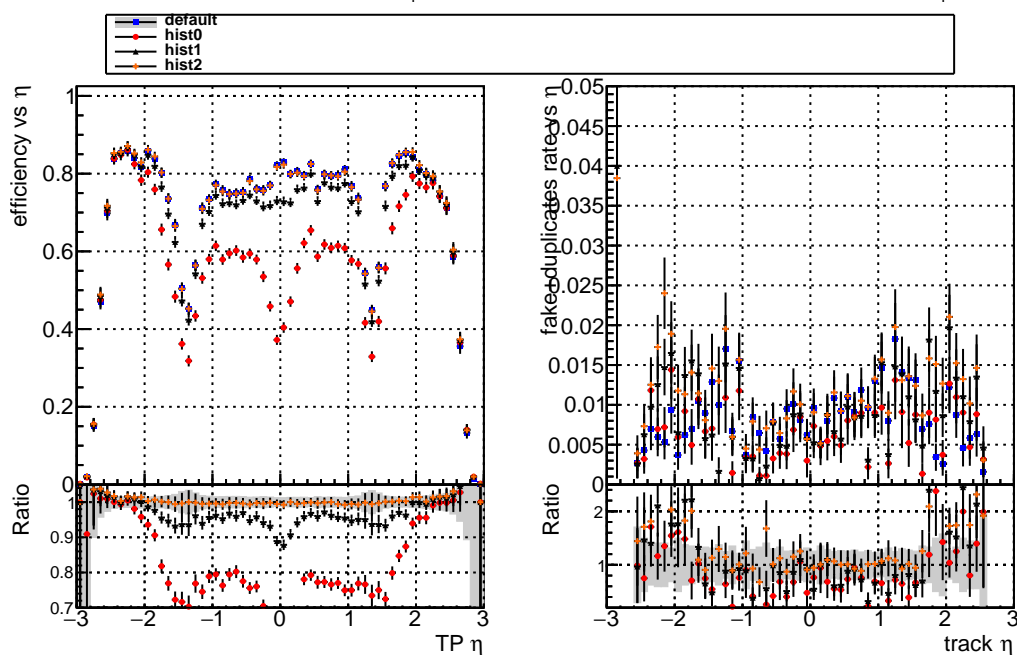 default
hist0
hist1
hist2
efficiency vs η
1
0.8
0.6
0.4
0.2
0
Ratio
1
0.9
0.8
0.7
−3 −2 −1 0 1 2 3
TP η
fake+duplicates rate vs η
0.05
0.045
0.04
0.035
0.03
0.025
0.02
0.015
0.01
0.005
0
Ratio
2
1
−3 −2 −1 0 1 2 3
track η